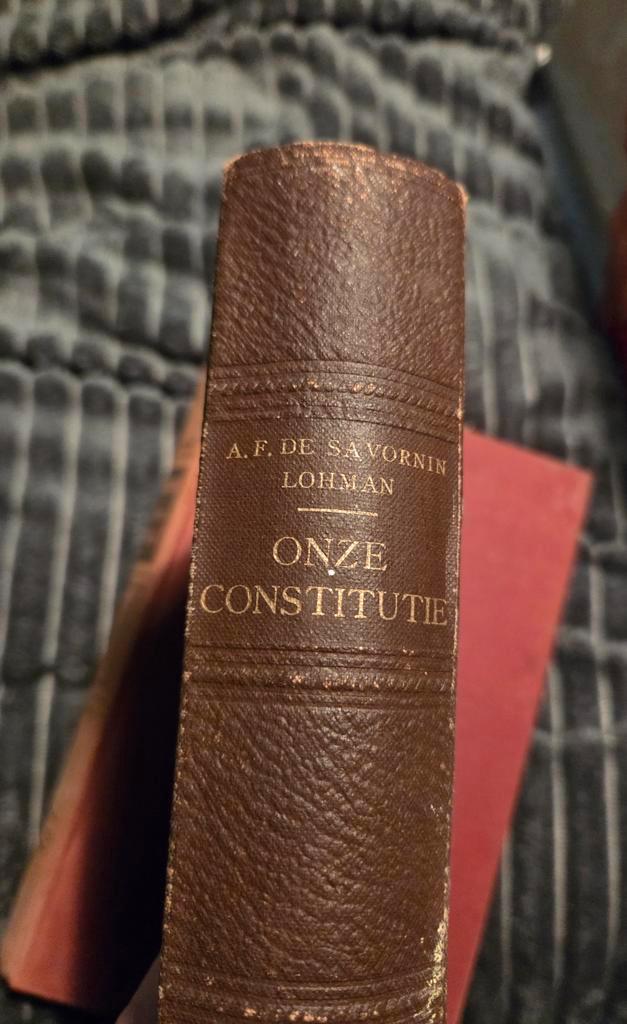 A. F. DE SAVORNIN
LOHMAN
ONZE
CONSTITUTIE